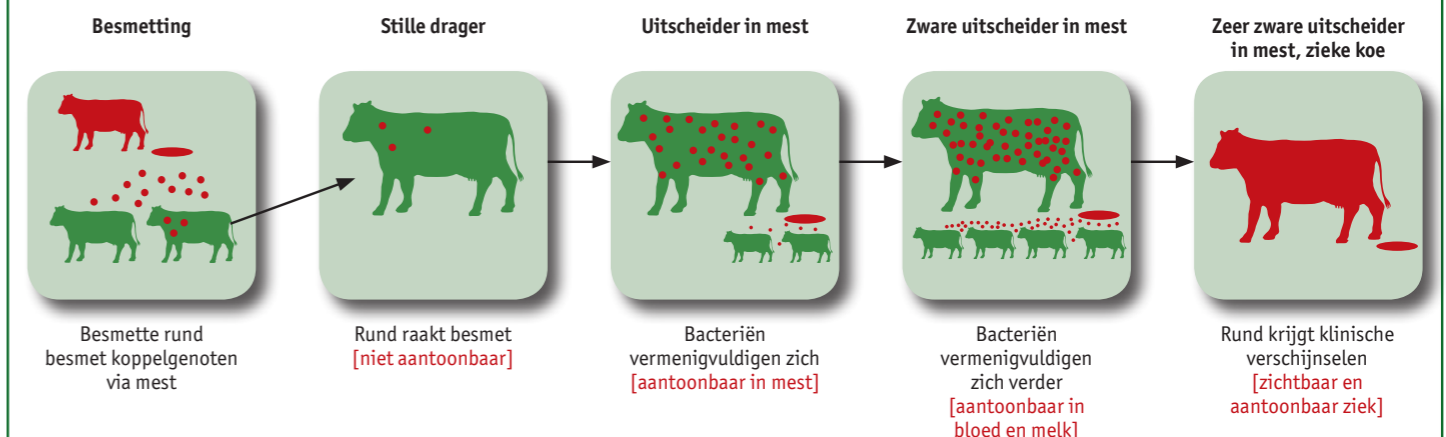 Besmetting
Stille drager
Uitscheider in mest
Zware uitscheider in mest
Zeer zware uitscheider
in mest, zieke koe
Besmette rund
besmet koppelgenoten
via mest
Rund raakt besmet
[niet aantoonbaar]
Bacteriën
vermenigvuldigen zich
[aantoonbaar in mest]
Bacteriën
vermenigvuldigen
zich verder
[aantoonbaar in
bloed en melk]
Rund krijgt klinische
verschijnselen
[zichtbaar en
aantoonbaar ziek]